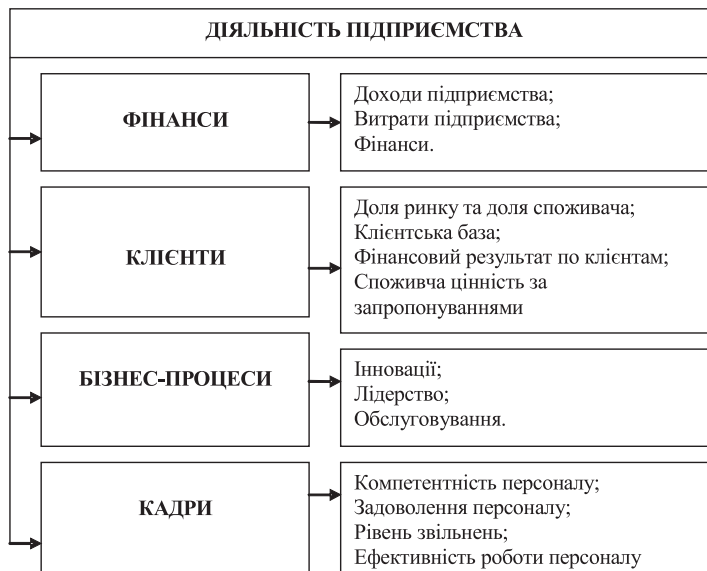 ДІЯЛЬНІСТЬ ПІДПРИЄМСТВА
ФІНАНСИ
Доходи підприємства;
Витрати підприємства;
Фінанси.
КЛІЄНТИ
Доля ринку та доля споживача;
Клієнтська база;
Фінансовий результат по клієнтам;
Споживча цінність за
запропонуваннями
БІЗНЕС-ПРОЦЕСИ
Інновації;
Лідерство;
Обслуговування.
КАДРИ
Компетентність персоналу;
Задоволення персоналу;
Рівень звільнень;
Ефективність роботи персоналу